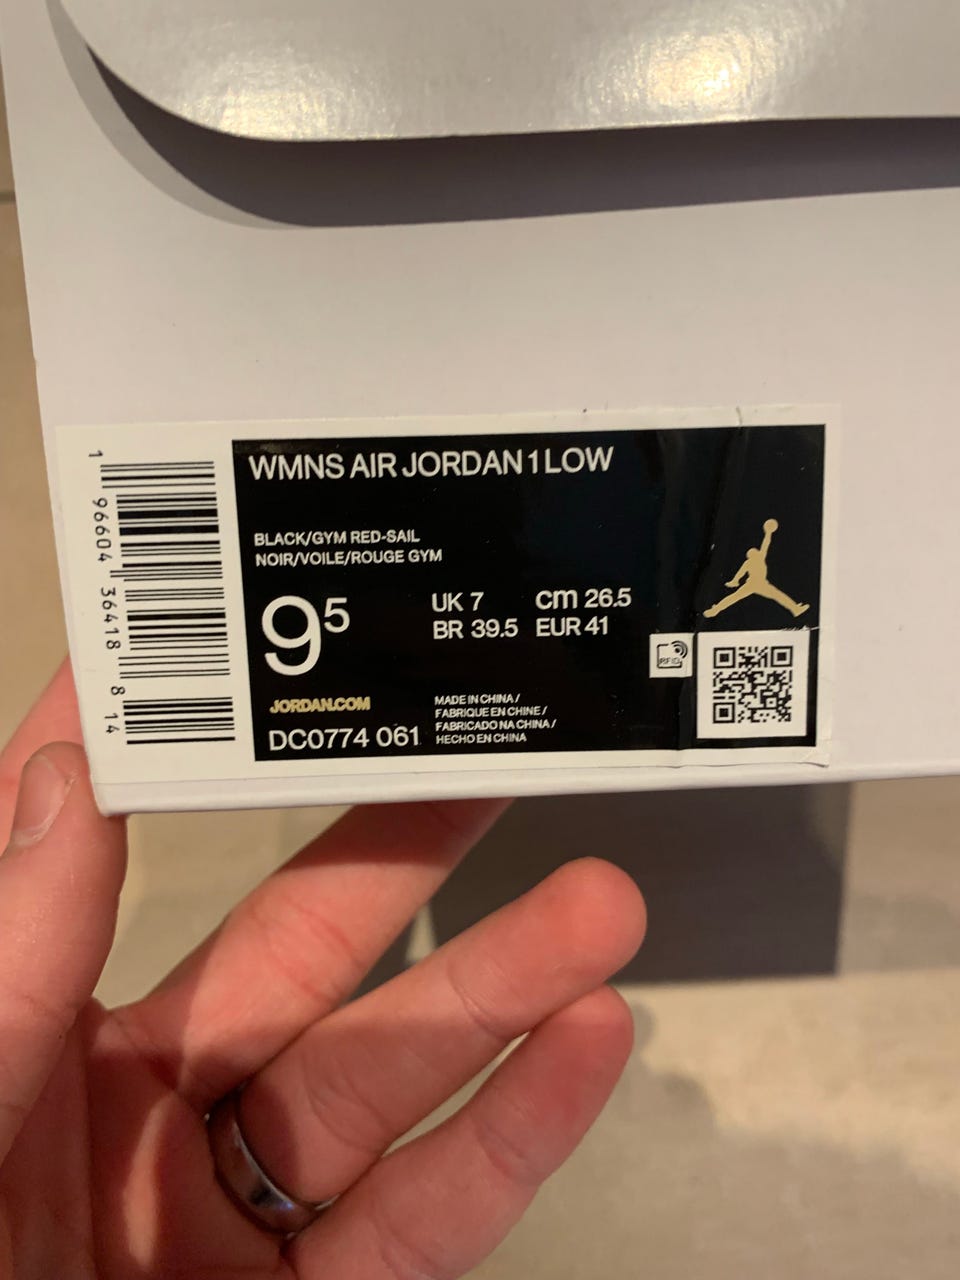 WMNS AIR JORDAN 1 LOW
BLACK/GYM RED-SAIL
NOIR/VOILE/ROUGE GYM
9⁵
UK 7 cm 26.5
BR 39.5 EUR 41
RFID
JORDAN.COM
DC0774 061
MADE IN CHINA /
FABRIQUE EN CHINE /
FABRICADO NA CHINA /
HECHO EN CHINA
1 96604 36418 8 14